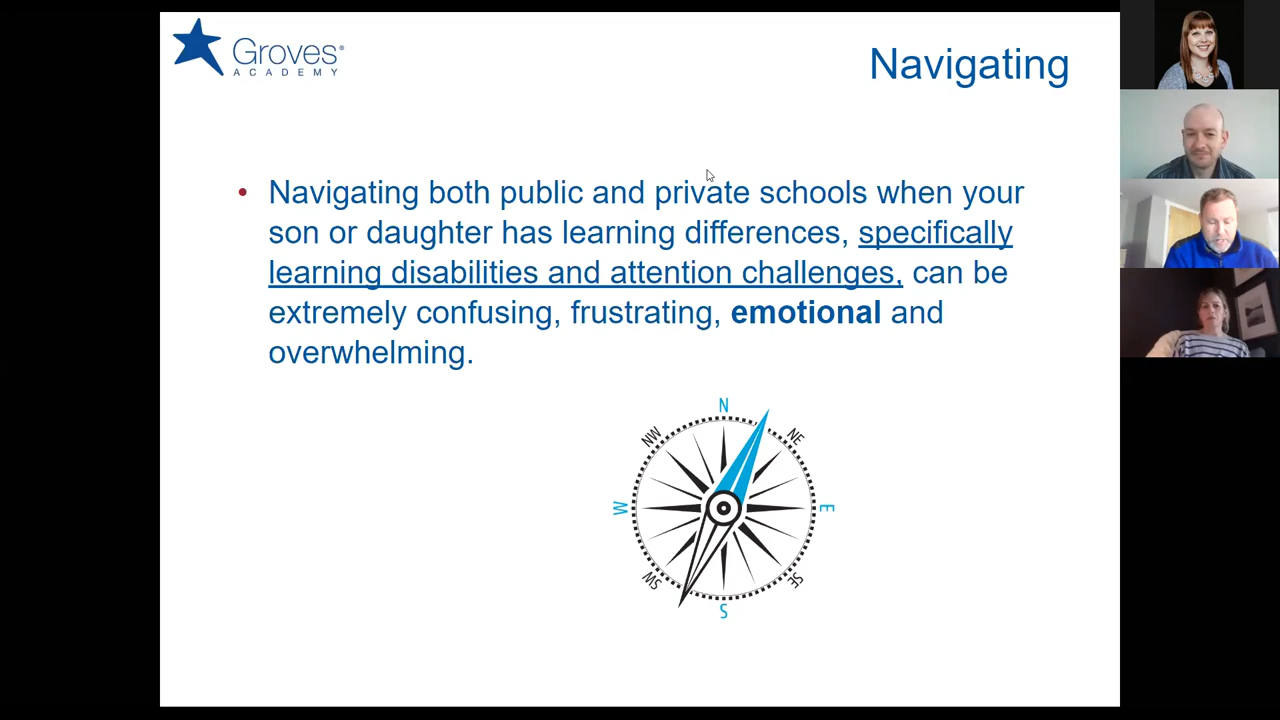 Groves®
ACADEMY
Navigating
• Navigating both public and private schools when your
son or daughter has learning differences, specifically
learning disabilities and attention challenges, can be
extremely confusing, frustrating, emotional and
overwhelming.
N
NW
NE
W
E
SW
SE
S